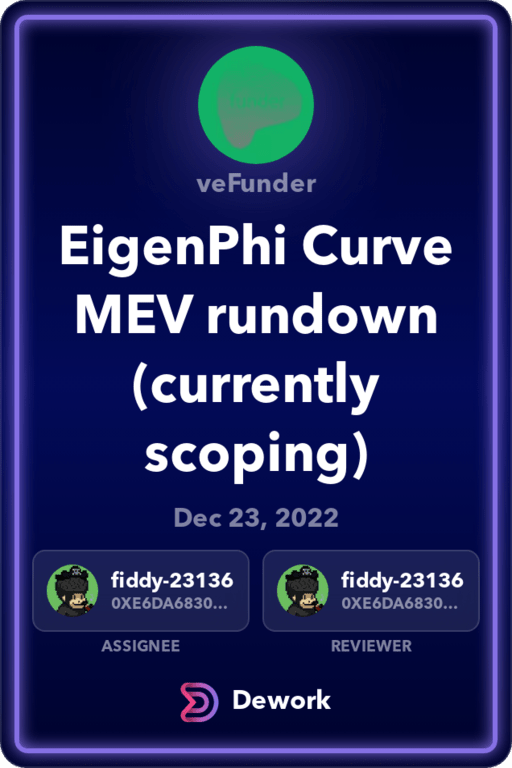 veFunder
EigenPhi Curve
MEV rundown
(currently
scoping)
Dec 23, 2022
fiddy-23136
0XE6DA6830...
ASSIGNEE
fiddy-23136
0XE6DA6830...
REVIEWER
Dework